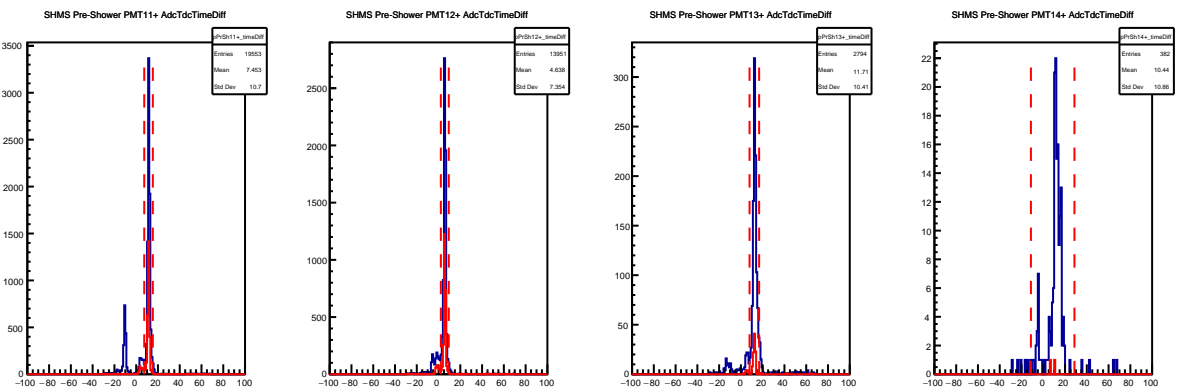 SHMS Pre-Shower PMT11+ AdcTdcTimeDiff
pPrSh11+_timeDiff
Entries 19553
Mean 7.453
Std Dev 10.7
3500
3000
2500
2000
1500
1000
500
0
−100 −80 −60 −40 −20 0 20 40 60 80 100
SHMS Pre-Shower PMT12+ AdcTdcTimeDiff
pPrSh12+_timeDiff
Entries 13951
Mean 4.638
Std Dev 7.354
2500
2000
1500
1000
500
0
−100 −80 −60 −40 −20 0 20 40 60 80 100
SHMS Pre-Shower PMT13+ AdcTdcTimeDiff
pPrSh13+_timeDiff
Entries 2794
Mean 11.71
Std Dev 10.41
300
250
200
150
100
50
0
−100 −80 −60 −40 −20 0 20 40 60 80 100
SHMS Pre-Shower PMT14+ AdcTdcTimeDiff
pPrSh14+_timeDiff
Entries 382
Mean 10.44
Std Dev 10.86
22
20
18
16
14
12
10
8
6
4
2
0
−100 −80 −60 −40 −20 0 20 40 60 80 100